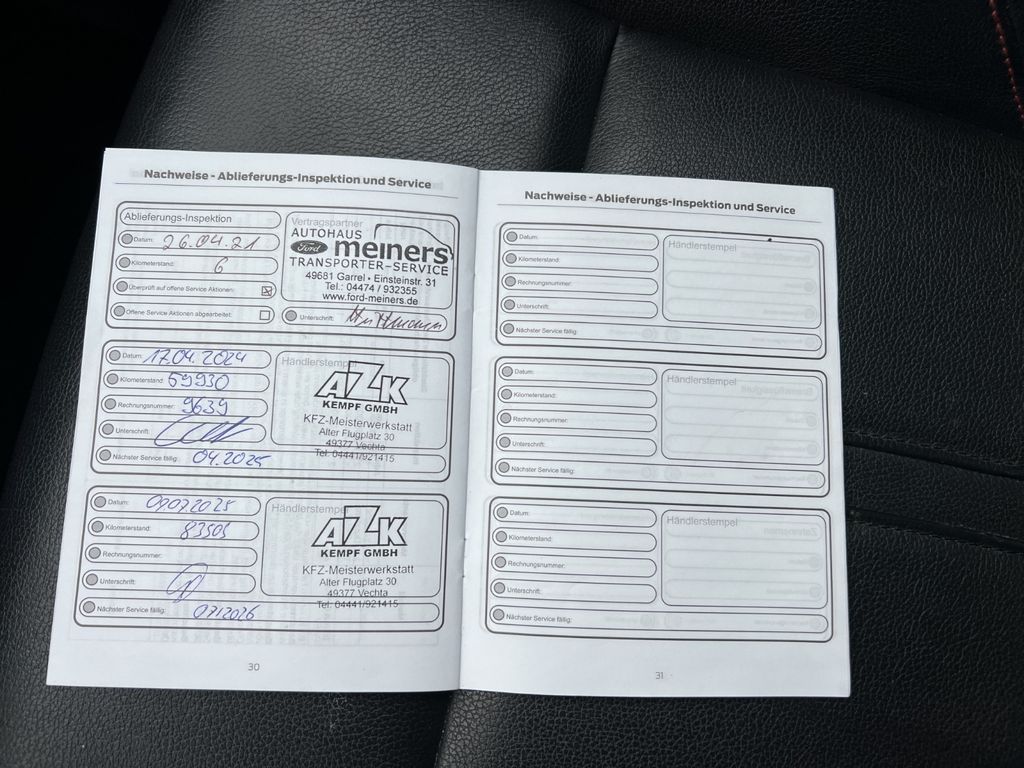 Nachweise - Ablieferungs-Inspektion und Service
Ablieferungs-Inspektion
Datum: 26.04.21
Kilometerstand: 6
Überprüft auf offene Service Aktionen:
Offene Service Aktionen abgearbeitet:
Vertragspartner
AUTOHAUS
Ford meiners
TRANSPORTER-SERVICE
49681 Garrel • Einsteinstr. 31
Tel.: 04474 / 932355
www.ford-meiners.de
Unterschrift:
Datum: 17.04.2024
Kilometerstand: 69930
Rechnungsnummer: 9639
Unterschrift:
Nächster Service fällig: 04.2025
Händlerstempel
AZK
KEMPF GMBH
KFZ-Meisterwerkstatt
Alter Flugplatz 30
49377 Vechta
Tel: 04441/921415
Datum: 09.07.2025
Kilometerstand: 83505
Rechnungsnummer:
Unterschrift:
Nächster Service fällig: 07/2026
Händlerstempel
AZK
KEMPF GMBH
KFZ-Meisterwerkstatt
Alter Flugplatz 30
49377 Vechta
Tel: 04441/921415
30
Nachweise - Ablieferungs-Inspektion und Service
Datum:
Kilometerstand:
Rechnungsnummer:
Unterschrift:
Nächster Service fällig:
Händlerstempel
Datum:
Kilometerstand:
Rechnungsnummer:
Unterschrift:
Nächster Service fällig:
Händlerstempel
Datum:
Kilometerstand:
Rechnungsnummer:
Unterschrift:
Nächster Service fällig:
Händlerstempel
31